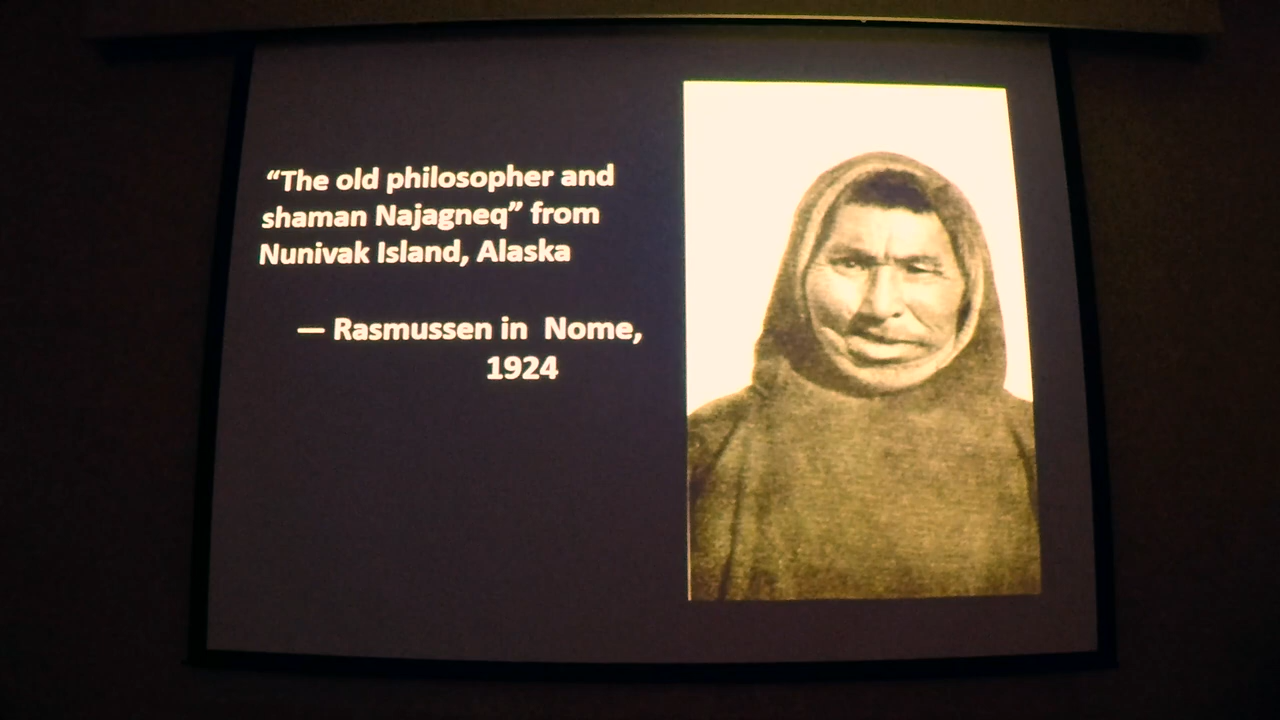 “The old philosopher and
shaman Najagneq” from
Nunivak Island, Alaska
— Rasmussen in Nome,
1924